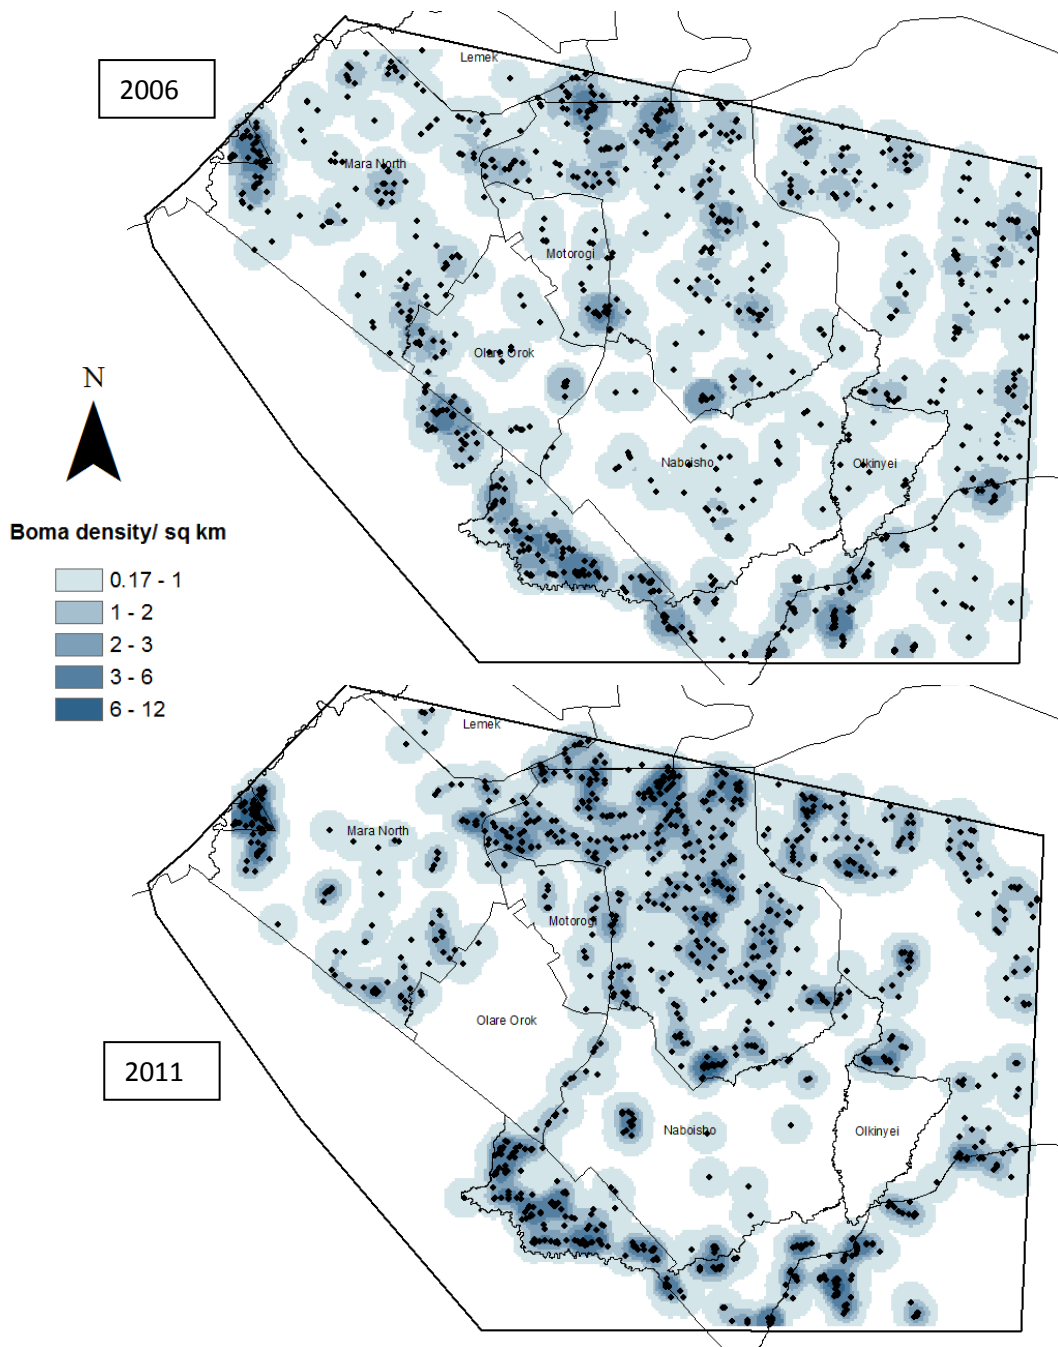 2006
Lemek
Mara North
Motorogi
Olare Orok
Naboisho
Olkinyei
N
Boma density/ sq km
0.17 - 1
1 - 2
2 - 3
3 - 6
6 - 12
Lemek
Mara North
Motorogi
Olare Orok
2011
Naboisho
Olkinyei